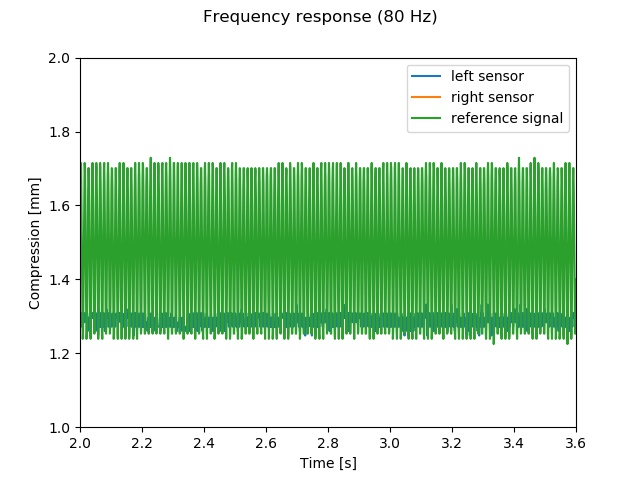 Frequency response (80 Hz)
left sensor
right sensor
reference signal
Compression [mm]
2.0
1.8
1.6
1.4
1.2
1.0
2.0 2.2 2.4 2.6 2.8 3.0 3.2 3.4 3.6
Time [s]